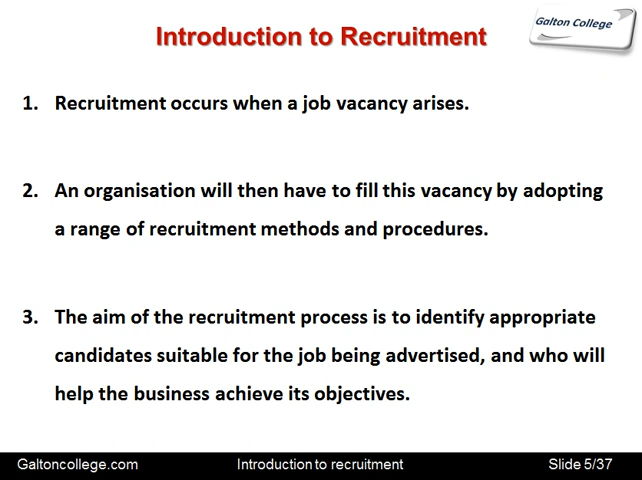 Introduction to Recruitment
Galton College
1. Recruitment occurs when a job vacancy arises.
2. An organisation will then have to fill this vacancy by adopting
a range of recruitment methods and procedures.
3. The aim of the recruitment process is to identify appropriate
candidates suitable for the job being advertised, and who will
help the business achieve its objectives.
Galtoncollege.com Introduction to recruitment Slide 5/37